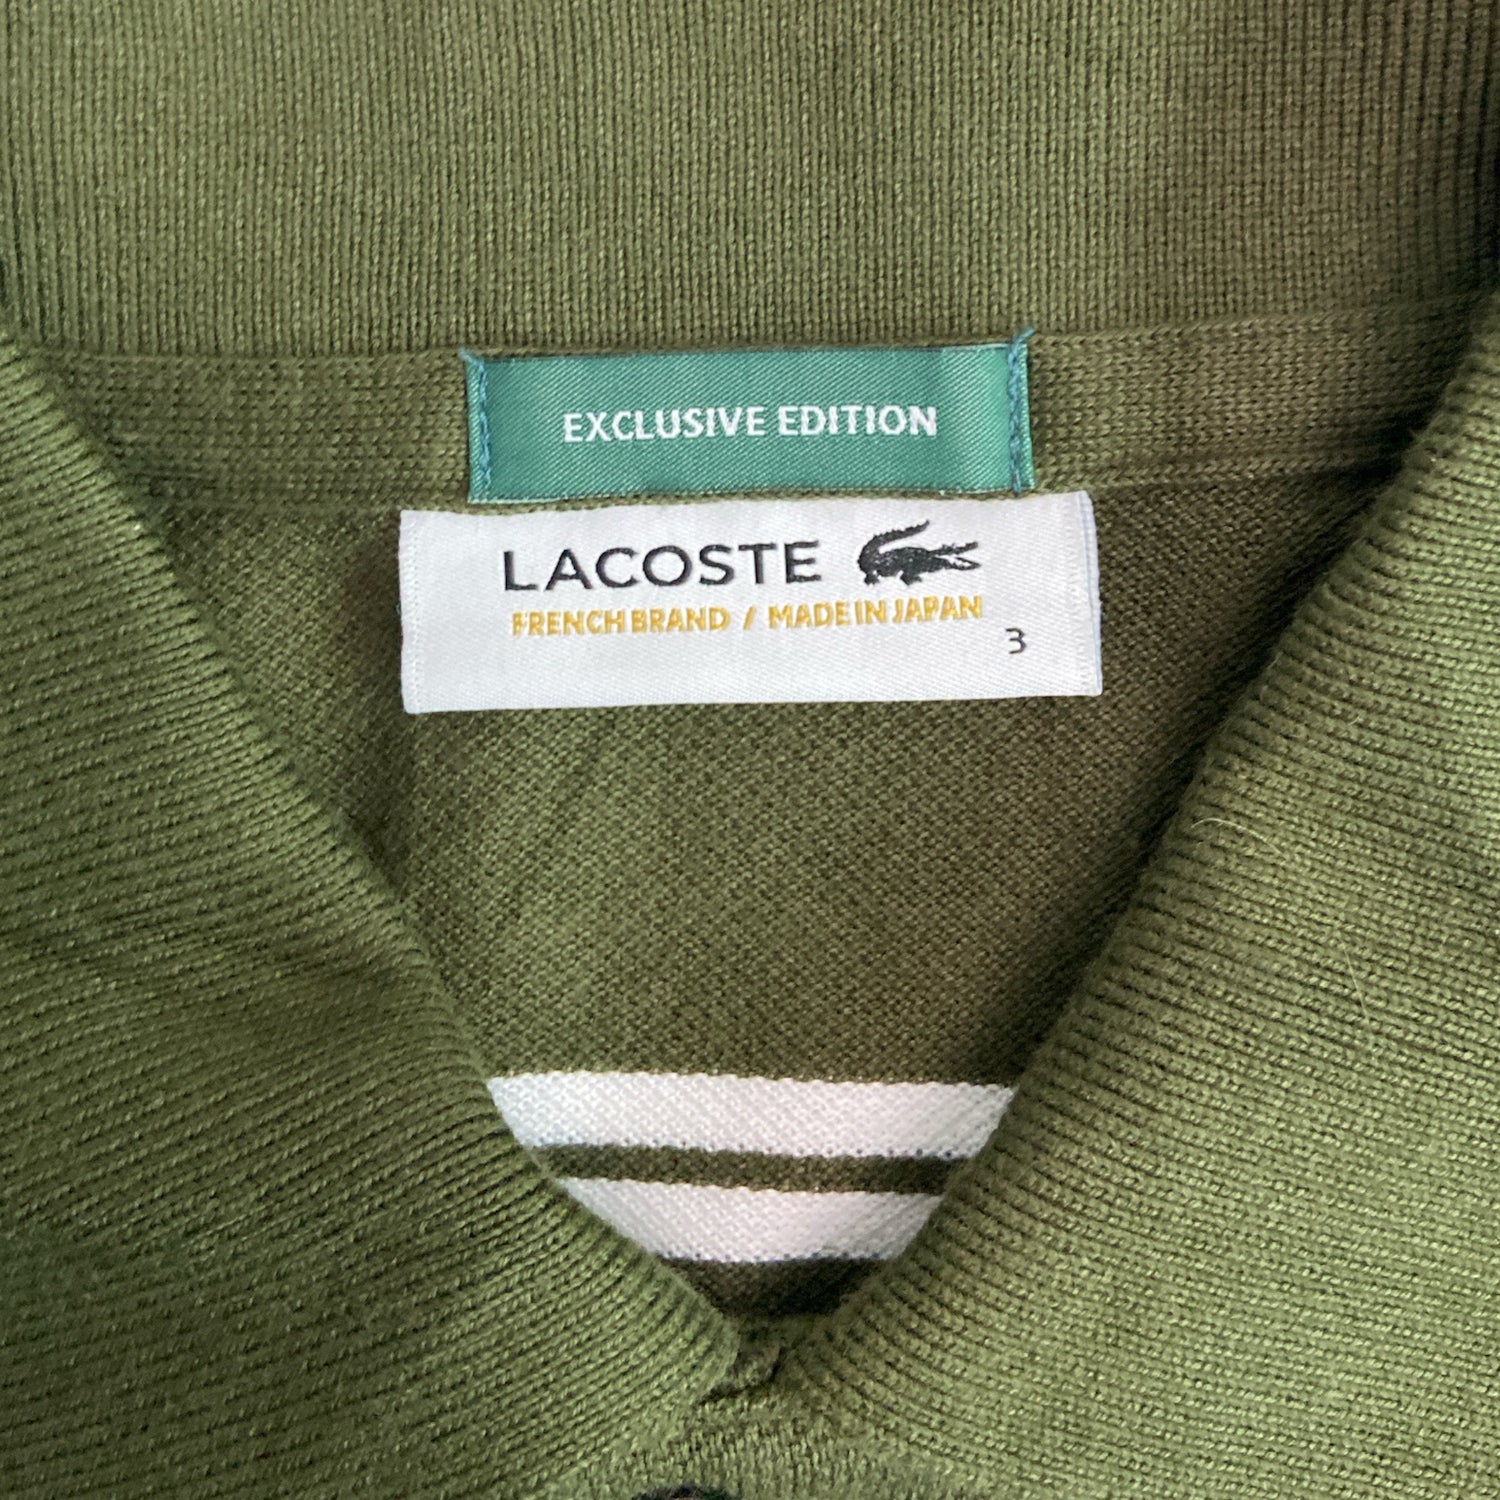 EXCLUSIVE EDITION
LACOSTE
FRENCH BRAND / MADE IN JAPAN
3